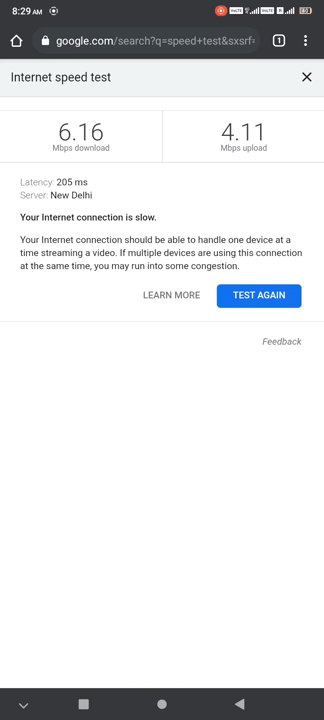 8:29 AM
google.com/search?q=speed+test&sxsrf=
1
Internet speed test
6.16
Mbps download
4.11
Mbps upload
Latency: 205 ms
Server: New Delhi
Your Internet connection is slow.
Your Internet connection should be able to handle one device at a
time streaming a video. If multiple devices are using this connection
at the same time, you may run into some congestion.
LEARN MORE
TEST AGAIN
Feedback